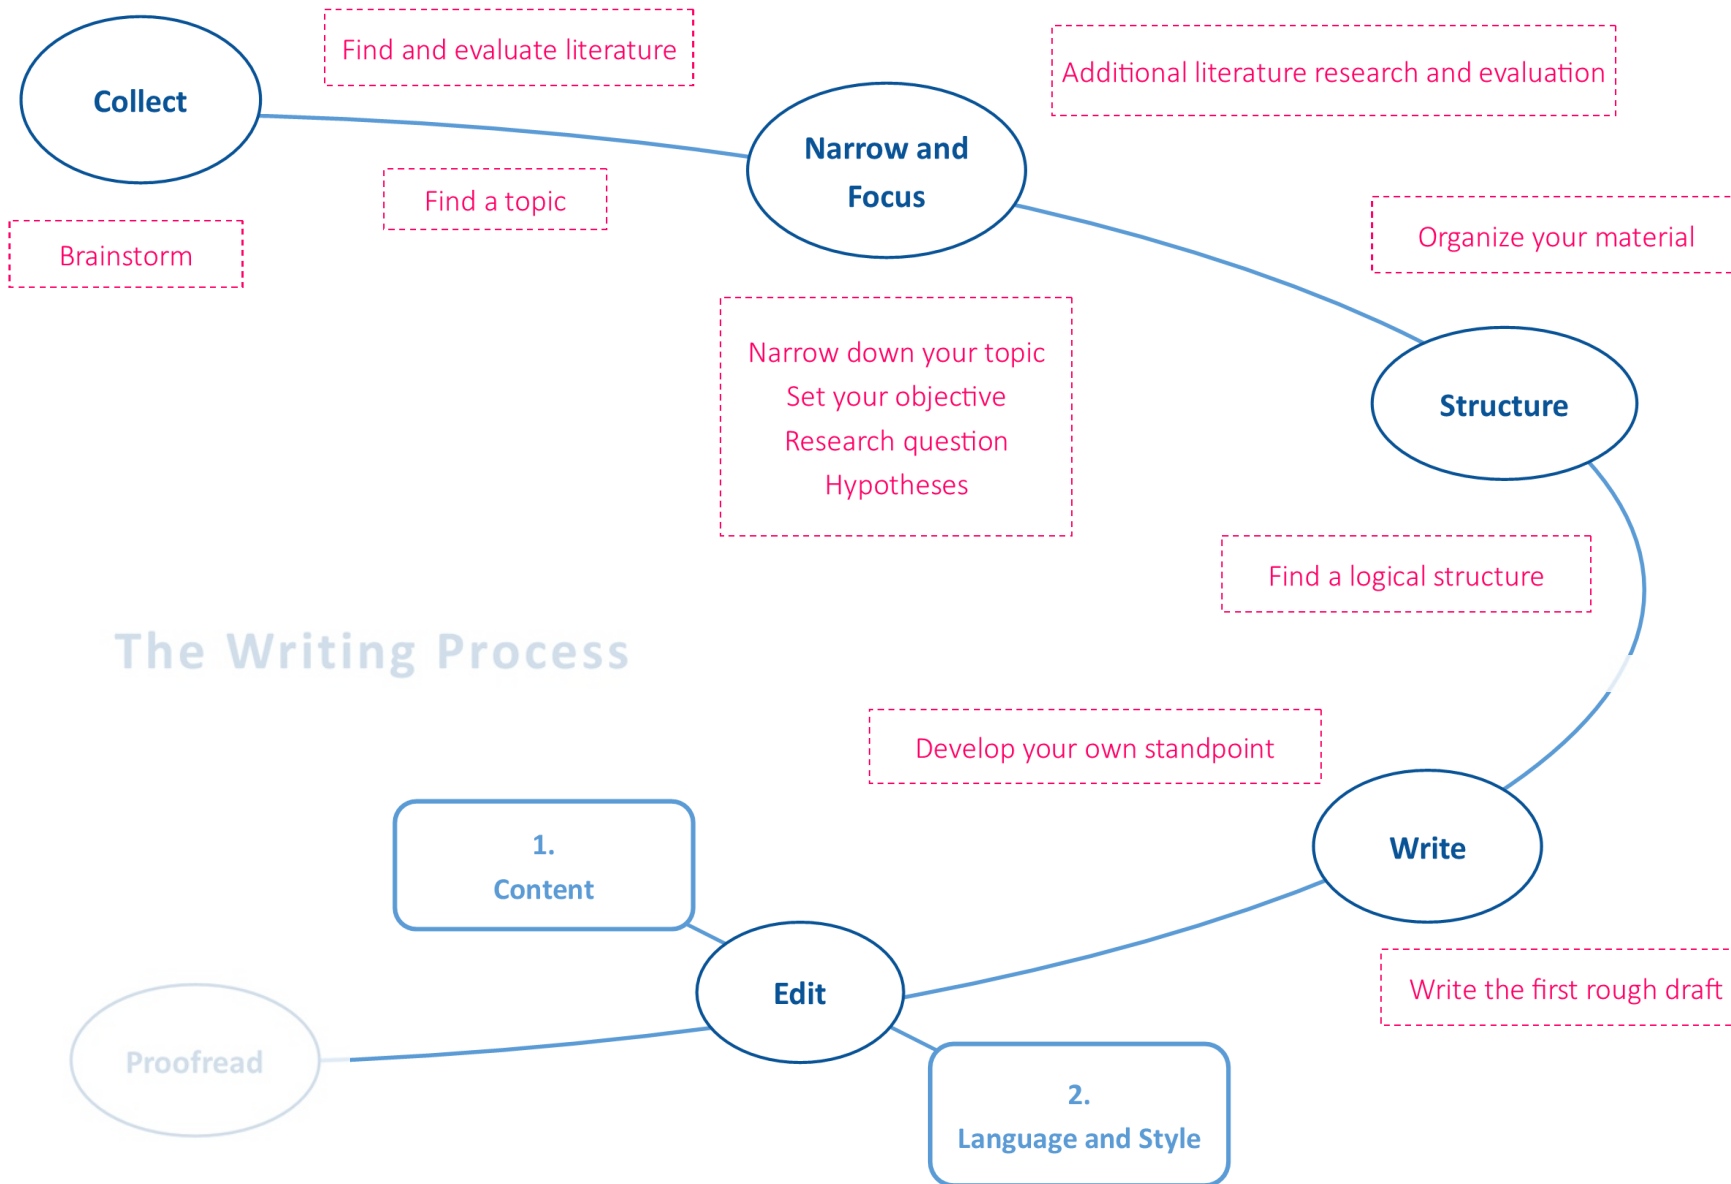 Find and evaluate literature
Additional literature research and evaluation
Collect
Narrow and
Focus
Find a topic
Brainstorm
Organize your material
Narrow down your topic
Set your objective
Research question
Hypotheses
Structure
Find a logical structure
The Writing Process
Develop your own standpoint
1.
Content
Write
Edit
Write the first rough draft
Proofread
2.
Language and Style